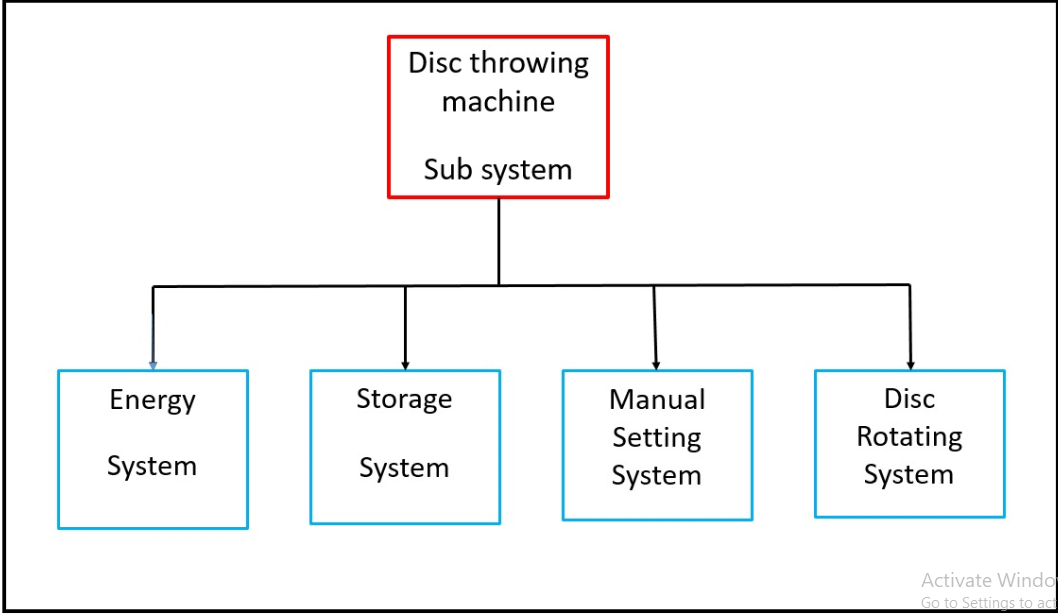 Disc throwing
machine
Sub system
Energy
System
Storage
System
Manual
Setting
System
Disc
Rotating
System
Activate Windo
Go to Settings to act